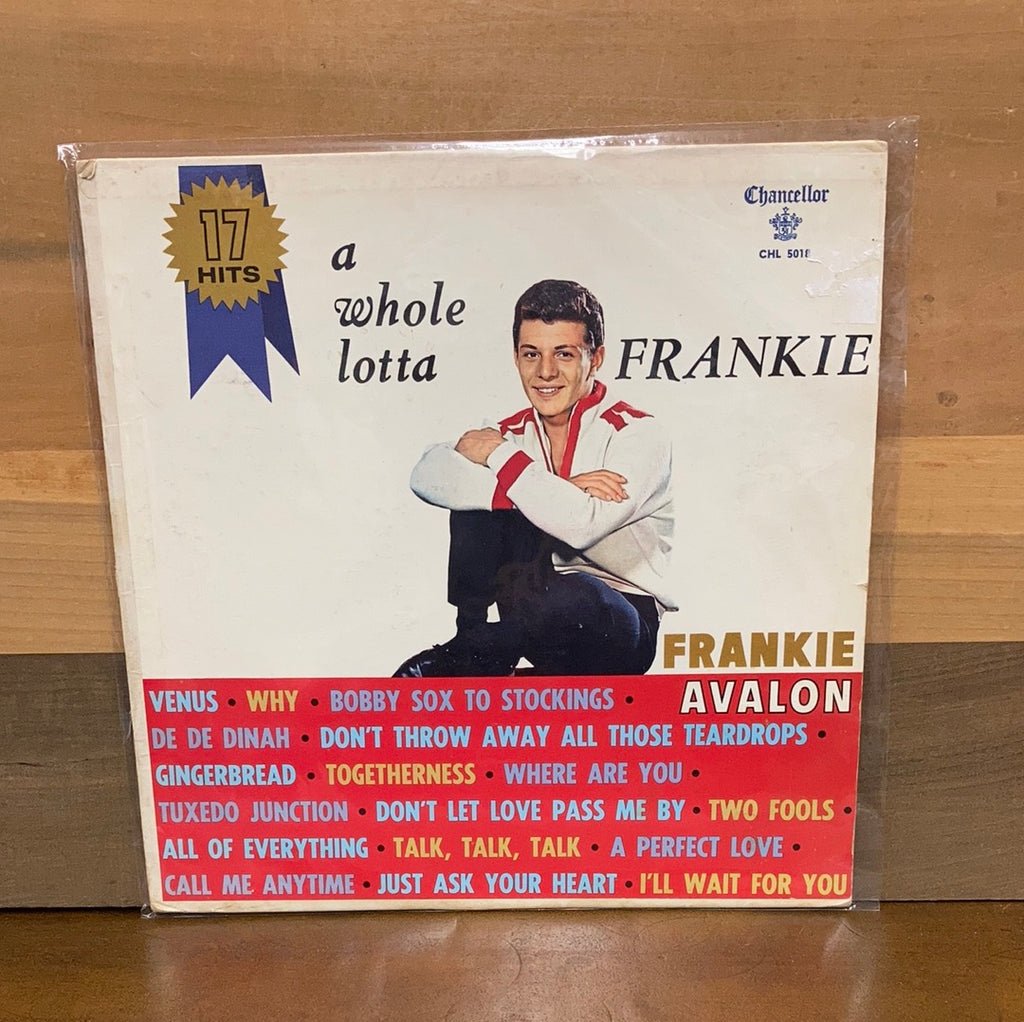 17
HITS
a
whole
lotta
FRANKIE
Chancellor
CHL 5018
FRANKIE
AVALON
VENUS • WHY • BOBBY SOX TO STOCKINGS •
DE DE DINAH • DON'T THROW AWAY ALL THOSE TEARDROPS •
GINGERBREAD • TOGETHERNESS • WHERE ARE YOU •
TUXEDO JUNCTION • DON'T LET LOVE PASS ME BY • TWO FOOLS •
ALL OF EVERYTHING • TALK, TALK, TALK • A PERFECT LOVE •
CALL ME ANYTIME • JUST ASK YOUR HEART • I'LL WAIT FOR YOU